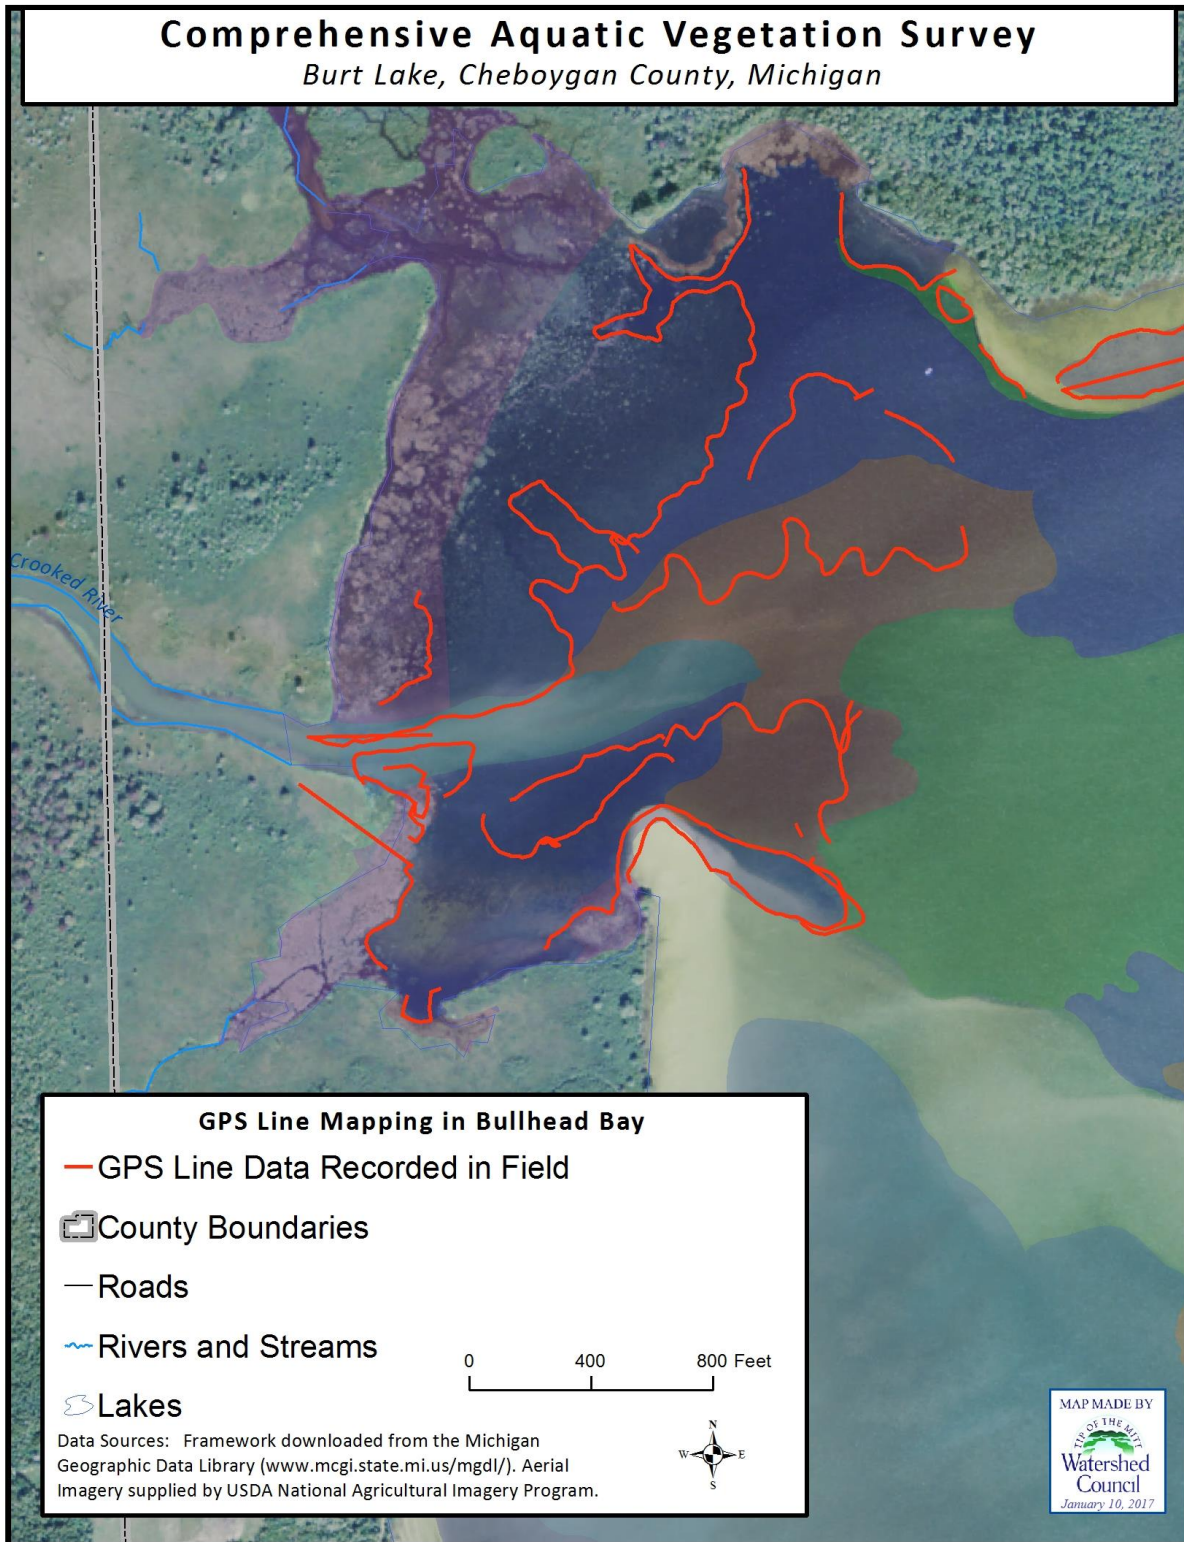 Comprehensive Aquatic Vegetation Survey
Burt Lake, Cheboygan County, Michigan
Crooked River
GPS Line Mapping in Bullhead Bay
GPS Line Data Recorded in Field
County Boundaries
Roads
Rivers and Streams
Lakes
0 400 800 Feet
Data Sources: Framework downloaded from the Michigan
Geographic Data Library (www.mcgi.state.mi.us/mgdl/). Aerial
Imagery supplied by USDA National Agricultural Imagery Program.
N
W E
S
MAP MADE BY
TIP OF THE MITT
Watershed
Council
January 10, 2017